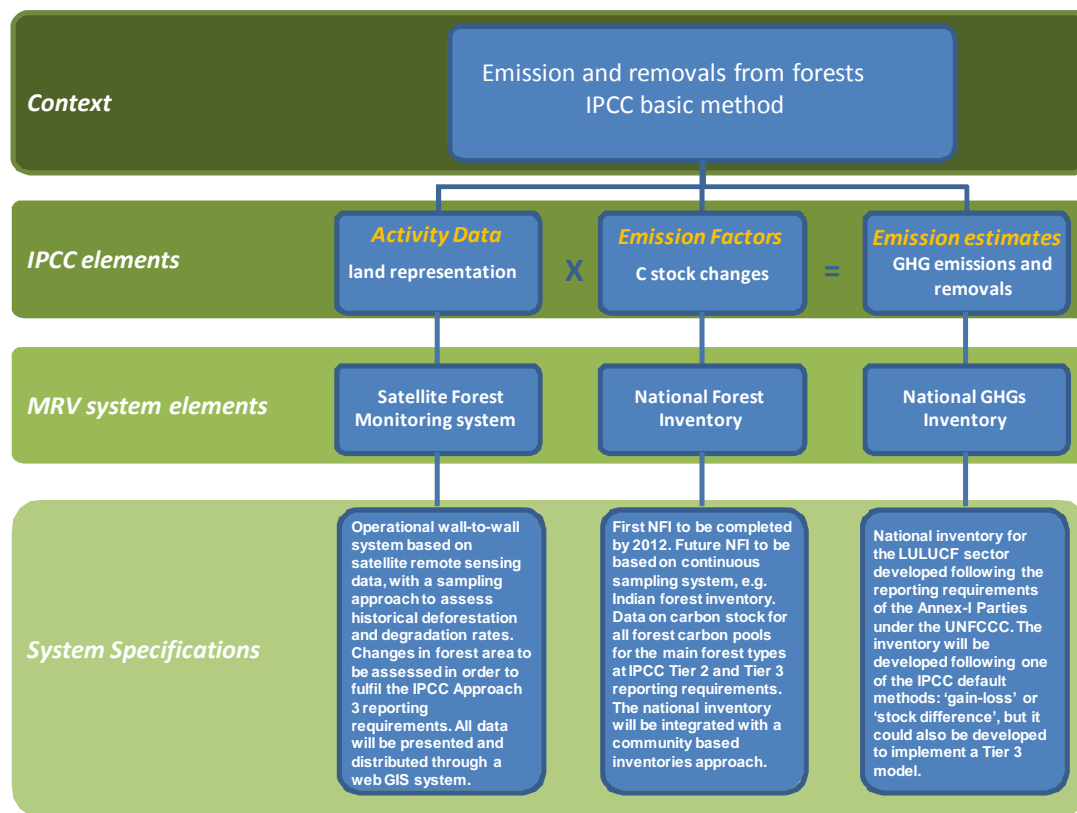 Context
Emission and removals from forests
IPCC basic method
IPCC elements
Activity Data
land representation
X
Emission Factors
C stock changes
=
Emission estimates
GHG emissions and
removals
MRV system elements
Satellite Forest
Monitoring system
National Forest
Inventory
National GHGs
Inventory
System Specifications
Operational wall-to-wall
system based on
satellite remote sensing
data, with a sampling
approach to assess
historical deforestation
and degradation rates.
Changes in forest area to
be assessed in order to
fulfil the IPCC Approach
3 reporting
requirements. All data
will be presented and
distributed through a
web GIS system.
First NFI to be completed
by 2012. Future NFI to be
based on continuous
sampling system, e.g.
Indian forest inventory.
Data on carbon stock for
all forest carbon pools
for the main forest types
at IPCC Tier 2 and Tier 3
reporting requirements.
The national inventory
will be integrated with a
community based
inventories approach.
National inventory for
the LULUCF sector
developed following the
reporting requirements
of the Annex-I Parties
under the UNFCCC. The
inventory will be
developed following one
of the IPCC default
methods: ‘gain-loss’ or
‘stock difference’, but it
could also be developed
to implement a Tier 3
model.